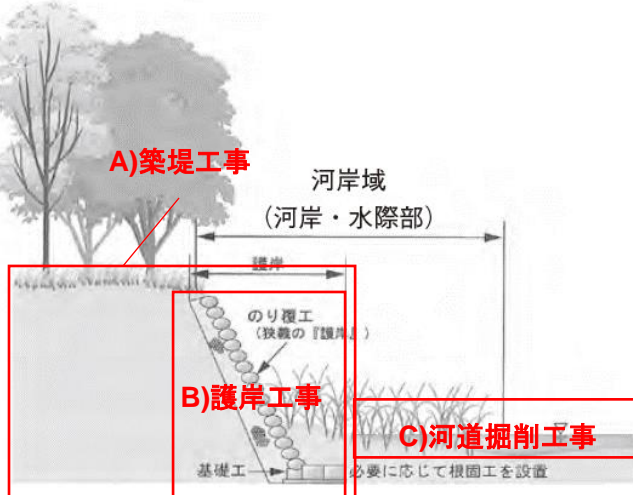 A)築堤工事
河岸域
(河岸・水際部)
護岸
のり覆工
(狭義の『護岸』)
B)護岸工事
C)河道掘削工事
基礎工
必要に応じて根固工を設置